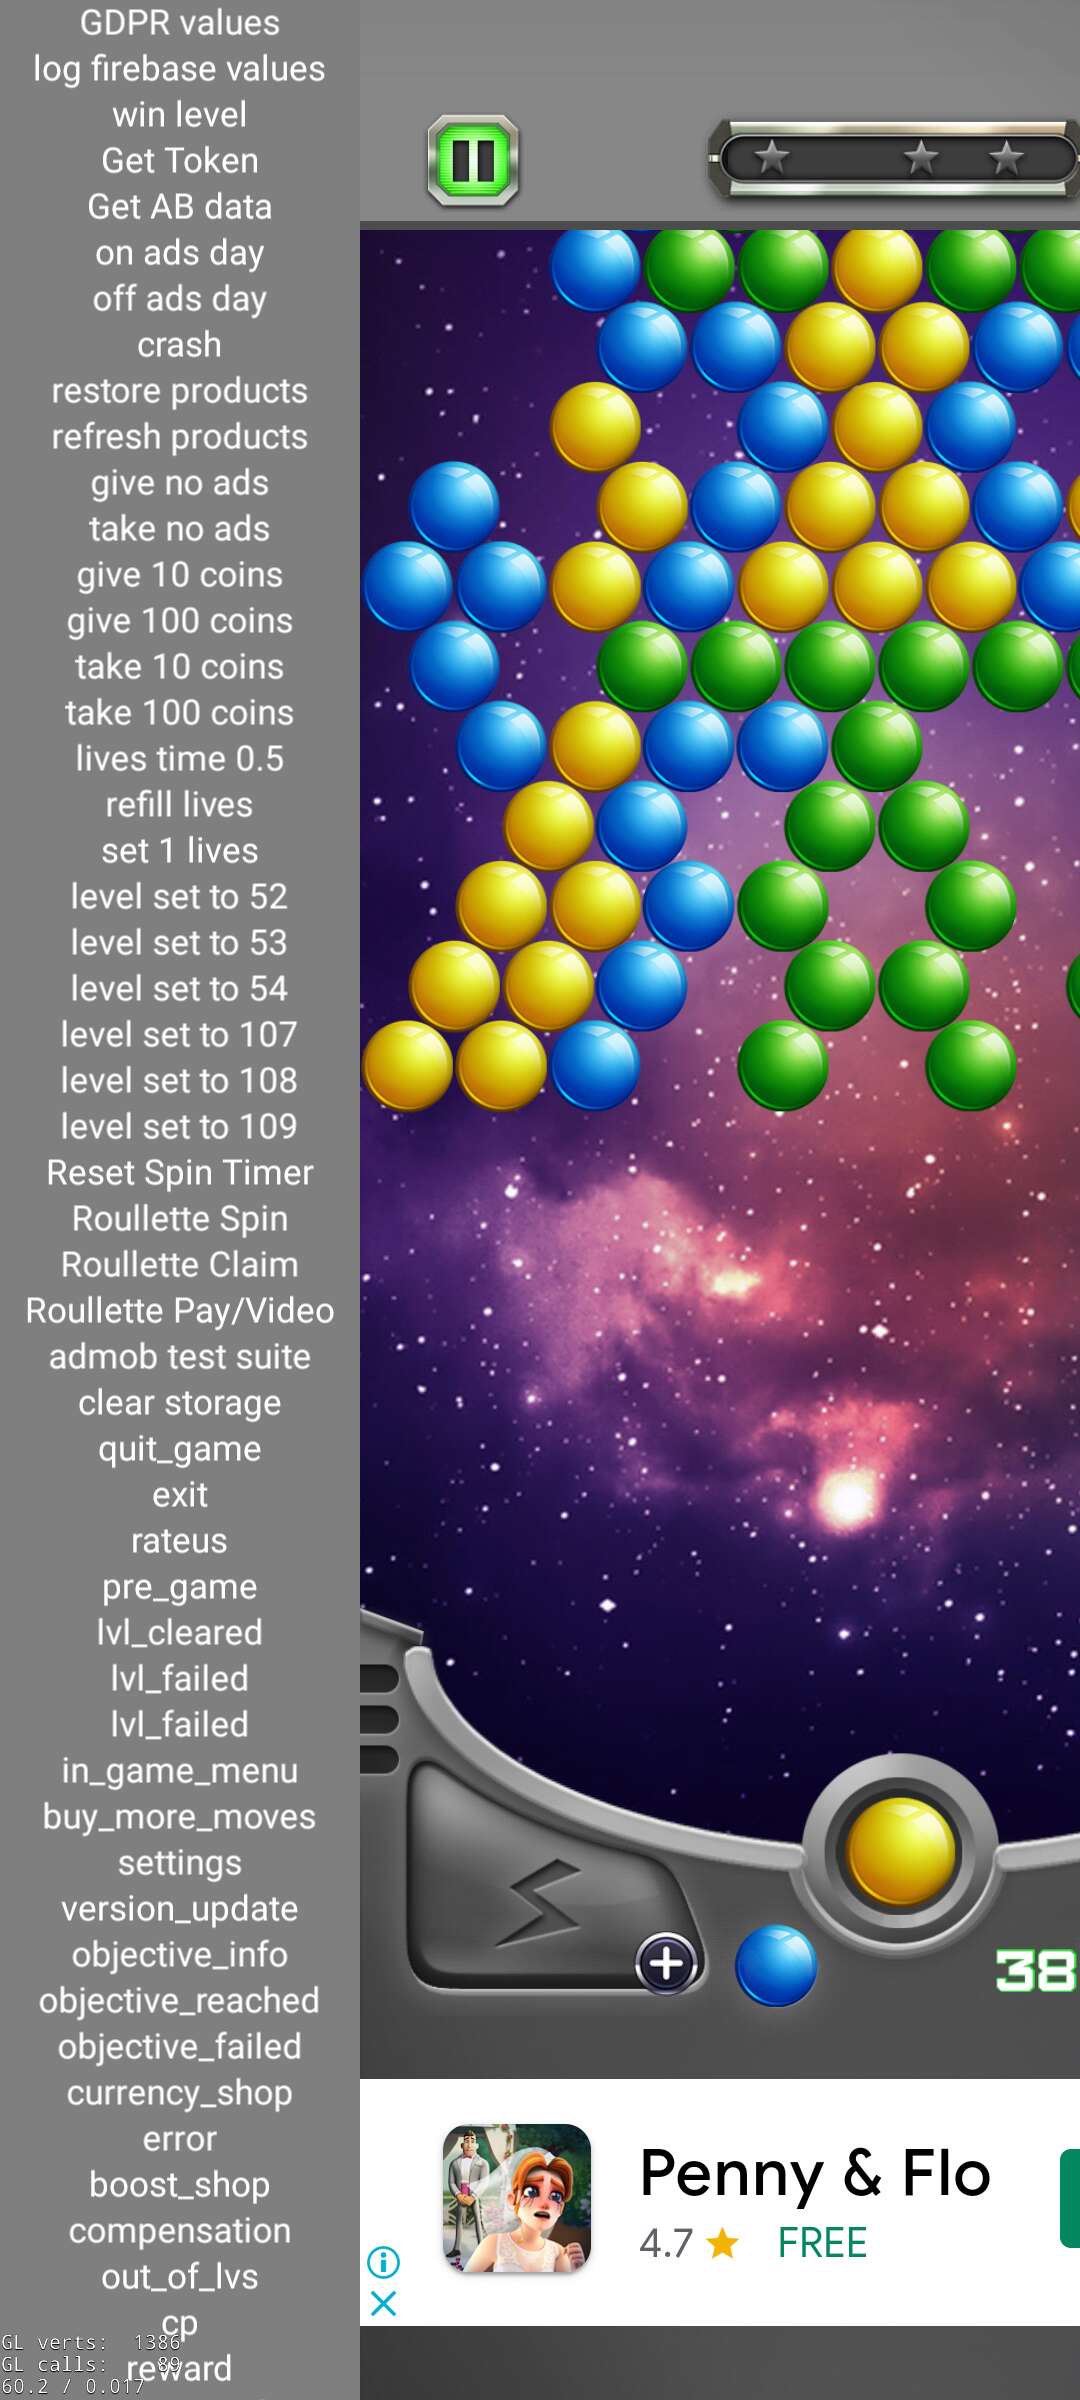 GDPR values
log firebase values
win level
Get Token
Get AB data
on ads day
off ads day
crash
restore products
refresh products
give no ads
take no ads
give 10 coins
give 100 coins
take 10 coins
take 100 coins
lives time 0.5
refill lives
set 1 lives
level set to 52
level set to 53
level set to 54
level set to 107
level set to 108
level set to 109
Reset Spin Timer
Roullette Spin
Roullette Claim
Roullette Pay/Video
admob test suite
clear storage
quit_game
exit
rateus
pre_game
lvl_cleared
lvl_failed
lvl_failed
in_game_menu
buy_more_moves
settings
version_update
objective_info
objective_reached
objective_failed
currency_shop
error
boost_shop
compensation
out_of_lvs
cp
reward
GL verts: 1386
GL calls: 89
60.2 / 0.017
38
Penny & Flo
4.7 ★ FREE